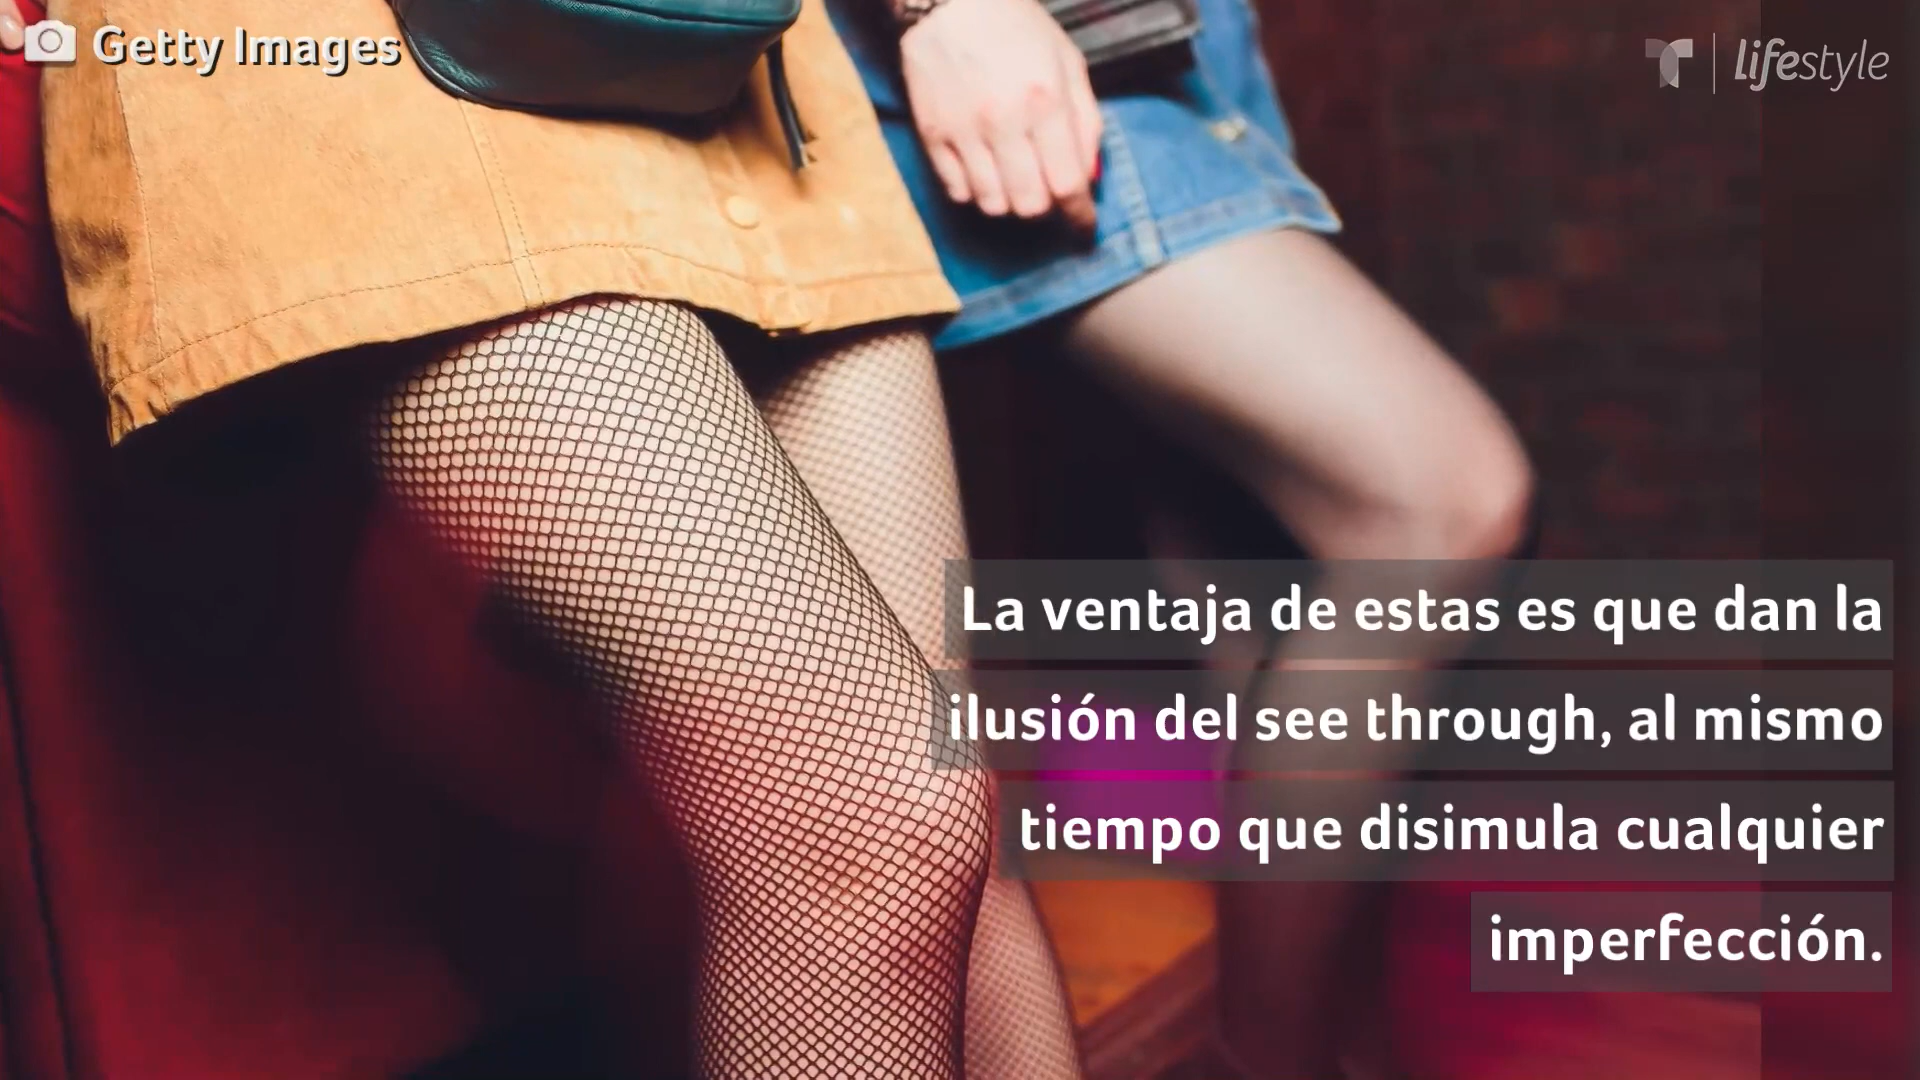 Getty Images
lifestyle
La ventaja de estas es que dan la
ilusión del see through, al mismo
tiempo que disimula cualquier
imperfección.